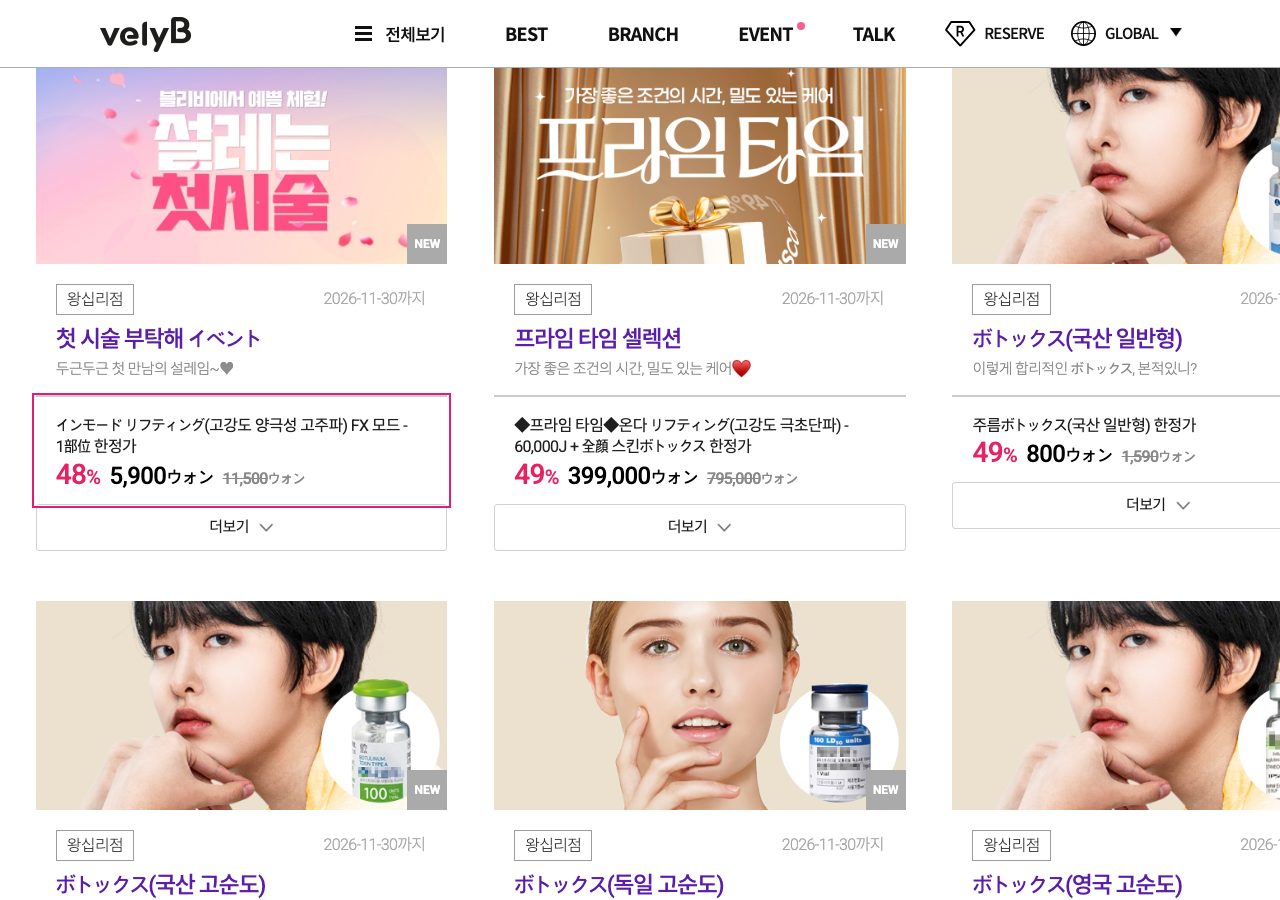 velyB
전체보기
BEST
BRANCH
EVENT
TALK
R
RESERVE
GLOBAL
블리비에서 예쁨 체험!
설레는
첫시술
NEW
가장 좋은 조건의 시간, 밀도 있는 케어
프라임 타임
NEW
왕십리점
2026-11-30까지
첫 시술 부탁해 イベント
두근두근 첫 만남의 설레임~♥
インモード リフティング(고강도 양극성 고주파) FX 모드 -
1部位 한정가
48% 5,900ウォン 11,500ウォン
더보기
왕십리점
2026-11-30까지
프라임 타임 셀렉션
가장 좋은 조건의 시간, 밀도 있는 케어♥
◆프라임 타임◆온다 リフティング(고강도 극초단파) -
60,000J + 全顔 스킨ボトックス 한정가
49% 399,000ウォン 795,000ウォン
더보기
왕십리점
ボトックス(국산 일반형)
이렇게 합리적인 ボトックス, 본적있니?
주름ボトックス(국산 일반형) 한정가
49% 800ウォン 1,590ウォン
더보기
BOTULINUM
TOXIN TYPE A
100
NEW
100 LD50 units
NEW
왕십리점
2026-11-30까지
ボトックス(국산 고순도)
왕십리점
2026-11-30까지
ボトックス(독일 고순도)
왕십리점
ボトックス(영국 고순도)